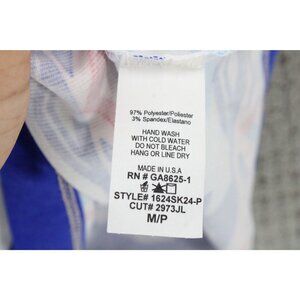 97% Polyester/Poliester
3% Spandex/Elastano
HAND WASH
WITH COLD WATER
DO NOT BLEACH
HANG OR LINE DRY
MADE IN U.S.A
RN # GA8625-1
STYLE# 1624SK24-P
CUT# 2973JL
M/P